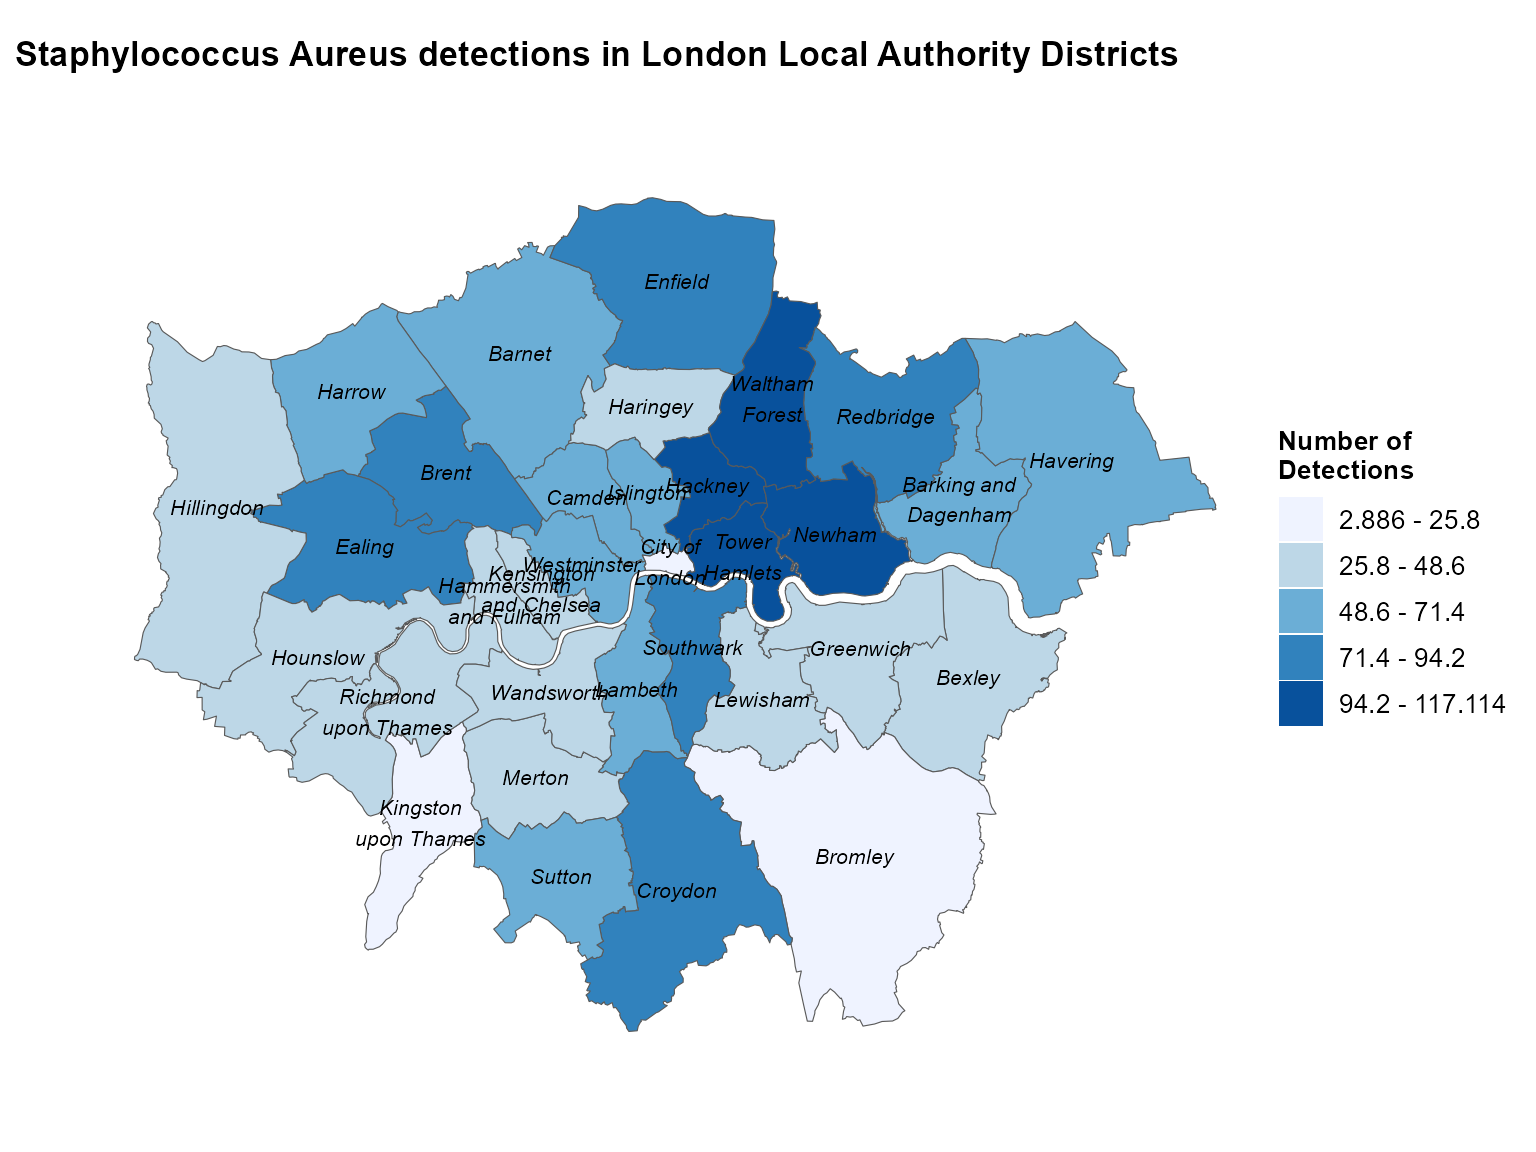 Staphylococcus Aureus detections in London Local Authority Districts
Enfield
Barnet
Harrow
Waltham
Forest
Haringey
Redbridge
Havering
Brent
Hillingdon
Camden
Islington
Hackney
Barking and
Dagenham
Ealing
Newham
City of
London
Tower
Hamlets
Westminster
Kensington
and Chelsea
Hammersmith
and Fulham
Hounslow
Southwark
Greenwich
Bexley
Richmond
upon Thames
Wandsworth
Lambeth
Lewisham
Merton
Kingston
upon Thames
Bromley
Sutton
Croydon
Number of
Detections
2.886 - 25.8
25.8 - 48.6
48.6 - 71.4
71.4 - 94.2
94.2 - 117.114